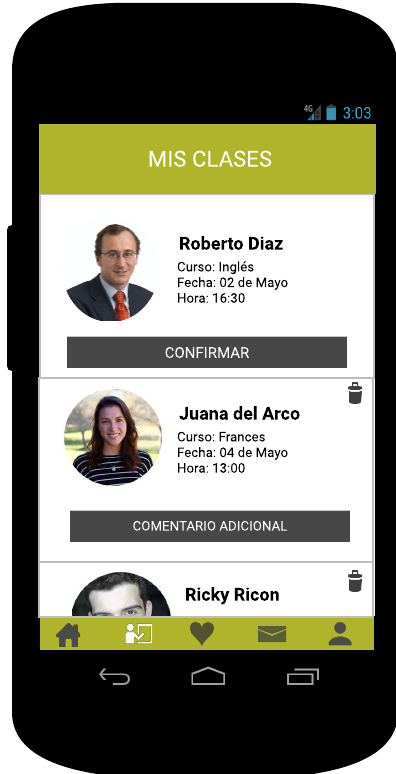 4G 3:03
MIS CLASES
Roberto Diaz
Curso: Inglés
Fecha: 02 de Mayo
Hora: 16:30
CONFIRMAR
Juana del Arco
Curso: Frances
Fecha: 04 de Mayo
Hora: 13:00
COMENTARIO ADICIONAL
Ricky Ricon